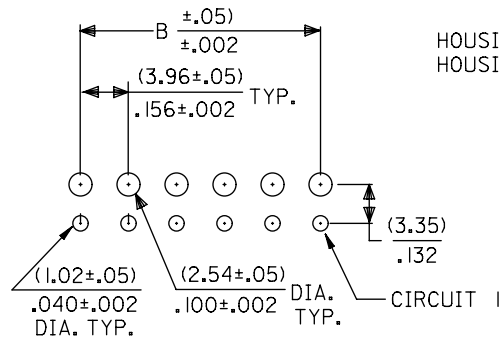 B ±.05)
±.002
HOUSI
HOUSI
(3.96±.05)
.156±.002 TYP.
(3.35)
.132
(1.02±.05)
.040±.002
DIA. TYP.
(2.54±.05)
.100±.002
DIA.
TYP.
CIRCUIT 1